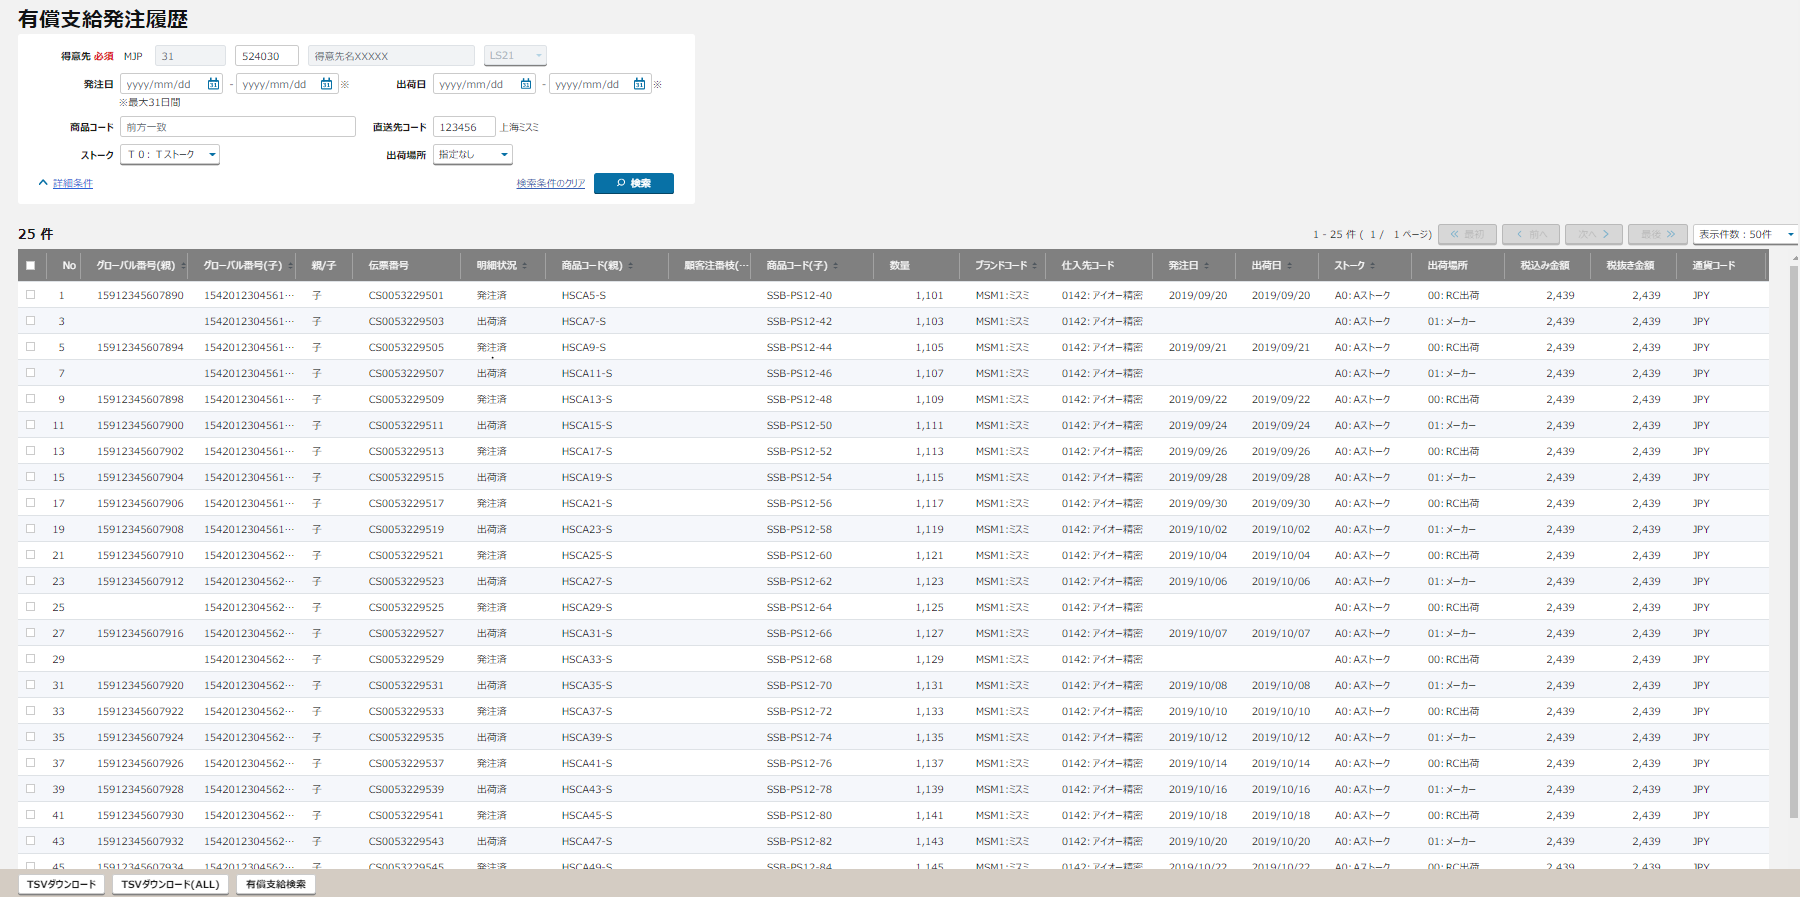 有償支給発注履歴
得意先 必須 MJP 31 524030 得意先名XXXXX LS21
発注日 yyyy/mm/dd - yyyy/mm/dd ※ 出荷日 yyyy/mm/dd - yyyy/mm/dd ※
※最大31日間
商品コード 前方一致 直送先コード 123456 上海ミスミ
ストーク T0: Tストーク 出荷場所 指定なし
詳細条件 検索条件のクリア 検索
25 件 1 - 25 件 ( 1 / 1 ページ) 最初 前へ 次へ 最後 表示件数：50件
No グローバル番号(親) グローバル番号(子) 親/子 伝票番号 明細状況 商品コード(親) 顧客注番枝(… 商品コード(子) 数量 ブランドコード 仕入先コード 発注日 出荷日 ストーク 出荷場所 税込み金額 税抜き金額 通貨コード
1 15912345607890 1542012304561… 子 CS0053229501 発注済 HSCA5-S SSB-PS12-40 1,101 MSM1:ミスミ 0142: アイオー精密 2019/09/20 2019/09/20 A0: Aストーク 00: RC出荷 2,439 2,439 JPY
3 1542012304561… 子 CS0053229503 出荷済 HSCA7-S SSB-PS12-42 1,103 MSM1:ミスミ 0142: アイオー精密 A0: Aストーク 01: メーカー 2,439 2,439 JPY
5 15912345607894 1542012304561… 子 CS0053229505 発注済 HSCA9-S SSB-PS12-44 1,105 MSM1:ミスミ 0142: アイオー精密 2019/09/21 2019/09/21 A0: Aストーク 00: RC出荷 2,439 2,439 JPY
7 1542012304561… 子 CS0053229507 出荷済 HSCA11-S SSB-PS12-46 1,107 MSM1:ミスミ 0142: アイオー精密 A0: Aストーク 01: メーカー 2,439 2,439 JPY
9 15912345607898 1542012304561… 子 CS0053229509 発注済 HSCA13-S SSB-PS12-48 1,109 MSM1:ミスミ 0142: アイオー精密 2019/09/22 2019/09/22 A0: Aストーク 00: RC出荷 2,439 2,439 JPY
11 15912345607900 1542012304561… 子 CS0053229511 出荷済 HSCA15-S SSB-PS12-50 1,111 MSM1:ミスミ 0142: アイオー精密 2019/09/24 2019/09/24 A0: Aストーク 01: メーカー 2,439 2,439 JPY
13 15912345607902 1542012304561… 子 CS0053229513 発注済 HSCA17-S SSB-PS12-52 1,113 MSM1:ミスミ 0142: アイオー精密 2019/09/26 2019/09/26 A0: Aストーク 00: RC出荷 2,439 2,439 JPY
15 15912345607904 1542012304561… 子 CS0053229515 出荷済 HSCA19-S SSB-PS12-54 1,115 MSM1:ミスミ 0142: アイオー精密 2019/09/28 2019/09/28 A0: Aストーク 01: メーカー 2,439 2,439 JPY
17 15912345607906 1542012304561… 子 CS0053229517 発注済 HSCA21-S SSB-PS12-56 1,117 MSM1:ミスミ 0142: アイオー精密 2019/09/30 2019/09/30 A0: Aストーク 00: RC出荷 2,439 2,439 JPY
19 15912345607908 1542012304561… 子 CS0053229519 出荷済 HSCA23-S SSB-PS12-58 1,119 MSM1:ミスミ 0142: アイオー精密 2019/10/02 2019/10/02 A0: Aストーク 01: メーカー 2,439 2,439 JPY
21 15912345607910 1542012304562… 子 CS0053229521 発注済 HSCA25-S SSB-PS12-60 1,121 MSM1:ミスミ 0142: アイオー精密 2019/10/04 2019/10/04 A0: Aストーク 00: RC出荷 2,439 2,439 JPY
23 15912345607912 1542012304562… 子 CS0053229523 出荷済 HSCA27-S SSB-PS12-62 1,123 MSM1:ミスミ 0142: アイオー精密 2019/10/06 2019/10/06 A0: Aストーク 01: メーカー 2,439 2,439 JPY
25 1542012304562… 子 CS0053229525 発注済 HSCA29-S SSB-PS12-64 1,125 MSM1:ミスミ 0142: アイオー精密 A0: Aストーク 00: RC出荷 2,439 2,439 JPY
27 15912345607916 1542012304562… 子 CS0053229527 出荷済 HSCA31-S SSB-PS12-66 1,127 MSM1:ミスミ 0142: アイオー精密 2019/10/07 2019/10/07 A0: Aストーク 01: メーカー 2,439 2,439 JPY
29 1542012304562… 子 CS0053229529 発注済 HSCA33-S SSB-PS12-68 1,129 MSM1:ミスミ 0142: アイオー精密 A0: Aストーク 00: RC出荷 2,439 2,439 JPY
31 15912345607920 1542012304562… 子 CS0053229531 出荷済 HSCA35-S SSB-PS12-70 1,131 MSM1:ミスミ 0142: アイオー精密 2019/10/08 2019/10/08 A0: Aストーク 01: メーカー 2,439 2,439 JPY
33 15912345607922 1542012304562… 子 CS0053229533 発注済 HSCA37-S SSB-PS12-72 1,133 MSM1:ミスミ 0142: アイオー精密 2019/10/10 2019/10/10 A0: Aストーク 00: RC出荷 2,439 2,439 JPY
35 15912345607924 1542012304562… 子 CS0053229535 出荷済 HSCA39-S SSB-PS12-74 1,135 MSM1:ミスミ 0142: アイオー精密 2019/10/12 2019/10/12 A0: Aストーク 01: メーカー 2,439 2,439 JPY
37 15912345607926 1542012304562… 子 CS0053229537 発注済 HSCA41-S SSB-PS12-76 1,137 MSM1:ミスミ 0142: アイオー精密 2019/10/14 2019/10/14 A0: Aストーク 00: RC出荷 2,439 2,439 JPY
39 15912345607928 1542012304562… 子 CS0053229539 出荷済 HSCA43-S SSB-PS12-78 1,139 MSM1:ミスミ 0142: アイオー精密 2019/10/16 2019/10/16 A0: Aストーク 01: メーカー 2,439 2,439 JPY
41 15912345607930 1542012304562… 子 CS0053229541 発注済 HSCA45-S SSB-PS12-80 1,141 MSM1:ミスミ 0142: アイオー精密 2019/10/18 2019/10/18 A0: Aストーク 00: RC出荷 2,439 2,439 JPY
43 15912345607932 1542012304562… 子 CS0053229543 出荷済 HSCA47-S SSB-PS12-82 1,143 MSM1:ミスミ 0142: アイオー精密 2019/10/20 2019/10/20 A0: Aストーク 01: メーカー 2,439 2,439 JPY
45 15912345607934 1542012304562… 子 CS0053229545 発注済 HSCA49-S SSB-PS12-84 1,145 MSM1:ミスミ 0142: アイオー精密 2019/10/22 2019/10/22 A0: Aストーク 00: RC出荷 2,439 2,439 JPY
TSVダウンロード TSVダウンロード(ALL) 有償支給検索